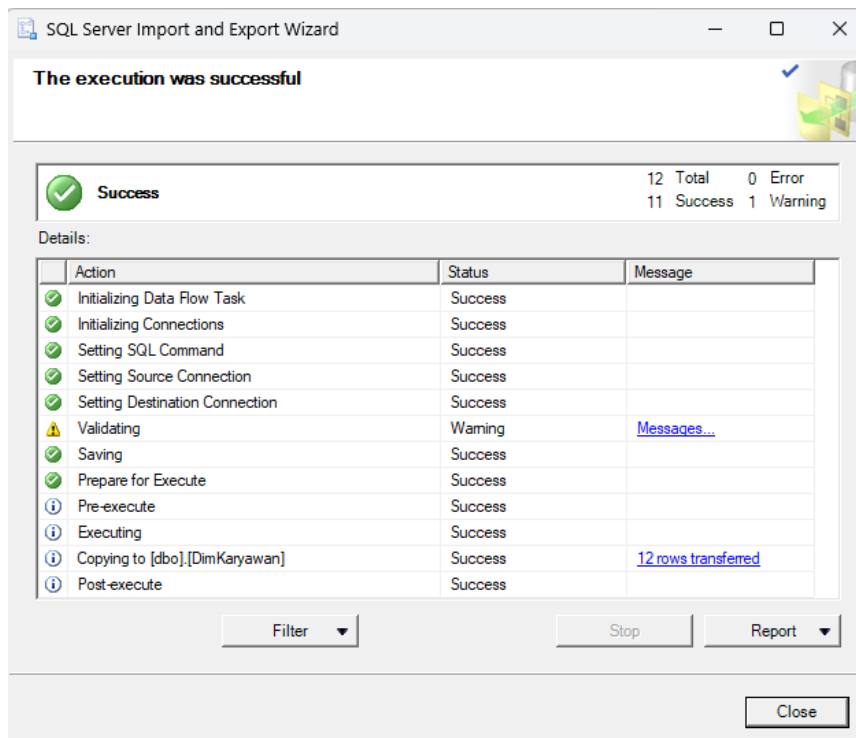 SQL Server Import and Export Wizard
The execution was successful
Success
12 Total 0 Error
11 Success 1 Warning
Details:
Action Status Message
Initializing Data Flow Task Success
Initializing Connections Success
Setting SQL Command Success
Setting Source Connection Success
Setting Destination Connection Success
Validating Warning Messages...
Saving Success
Prepare for Execute Success
Pre-execute Success
Executing Success
Copying to [dbo].[DimKaryawan] Success 12 rows transferred
Post-execute Success
Filter Stop Report
Close